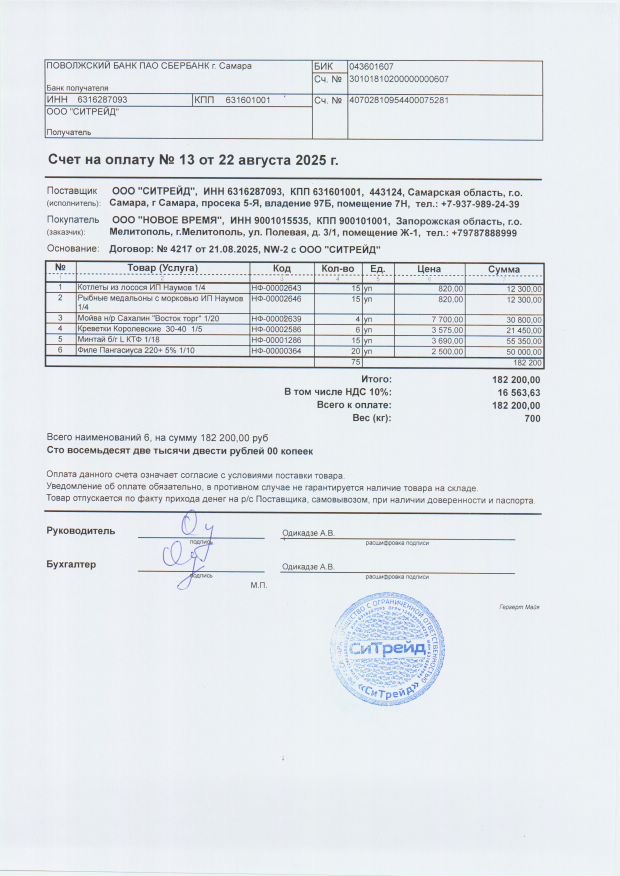 ПОВОЛЖСКИЙ БАНК ПАО СБЕРБАНК г. Самара
БИК 043601607
Сч. № 30101810200000000607
Банк получателя
ИНН 6316287093 КПП 631601001 Сч. № 40702810954400075281
ООО "СИТРЕЙД"
Получатель
Счет на оплату № 13 от 22 августа 2025 г.
Поставщик ООО "СИТРЕЙД", ИНН 6316287093, КПП 631601001, 443124, Самарская область, г.о.
(исполнитель): Самара, г Самара, просека 5-Я, владение 97Б, помещение 7Н, тел.: +7-937-989-24-39
Покупатель ООО "НОВОЕ ВРЕМЯ", ИНН 9001015535, КПП 900101001, Запорожская область, г.о.
(заказчик): Мелитополь, г.Мелитополь, ул. Полевая, д. 3/1, помещение Ж-1, тел.: +79787888999
Основание: Договор: № 4217 от 21.08.2025, NW-2 с ООО "СИТРЕЙД"
№ Товар (Услуга) Код Кол-во Ед. Цена Сумма
1 Котлеты из лосося ИП Наумов 1/4 НФ-00002643 15 уп 820,00 12 300,00
2 Рыбные медальоны с морковью ИП Наумов НФ-00002646 15 уп 820,00 12 300,00
1/4
3 Мойва н/р Сахалин "Восток торг" 1/20 НФ-00002639 4 уп 7 700,00 30 800,00
4 Креветки Королевские 30-40 1/5 НФ-00002586 6 уп 3 575,00 21 450,00
5 Минтай б/г L КТФ 1/18 НФ-00001286 15 уп 3 690,00 55 350,00
6 Филе Пангасиуса 220+ 5% 1/10 НФ-00000364 20 уп 2 500,00 50 000,00
75 182 200
Итого: 182 200,00
В том числе НДС 10%: 16 563,63
Всего к оплате: 182 200,00
Вес (кг): 700
Всего наименований 6, на сумму 182 200,00 руб
Сто восемьдесят две тысячи двести рублей 00 копеек
Оплата данного счета означает согласие с условиями поставки товара.
Уведомление об оплате обязательно, в противном случае не гарантируется наличие товара на складе.
Товар отпускается по факту прихода денег на р/с Поставщика, самовывозом, при наличии доверенности и паспорта.
Руководитель Одикадзе А.В.
подпись расшифровка подписи
Бухгалтер Одикадзе А.В.
подпись расшифровка подписи
М.П.
Герверт Майя
ОБЩЕСТВО С ОГРАНИЧЕННОЙ ОТВЕТСТВЕННОСТЬЮ
СиТрейд
«СиТрейд»